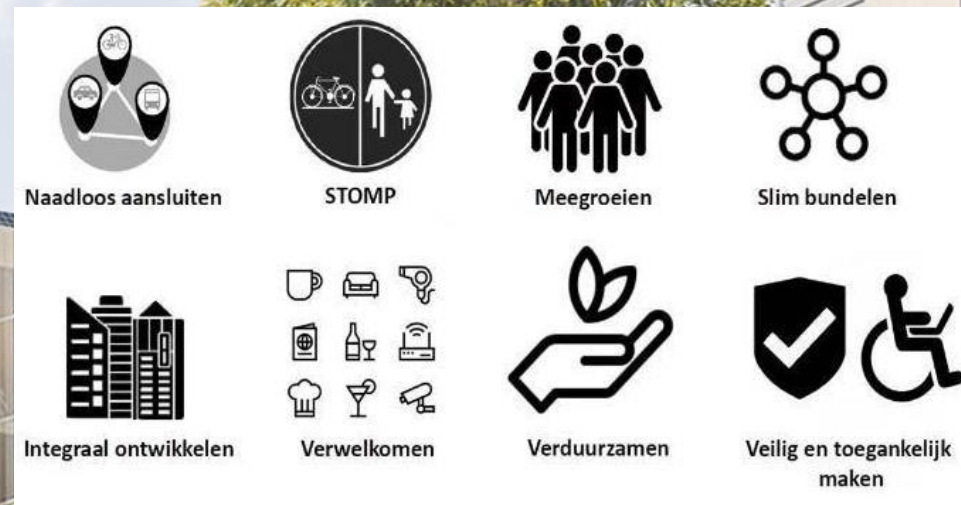 Naadloos aansluiten
STOMP
Meegroeien
Slim bundelen
Integraal ontwikkelen
Verwelkomen
Verduurzamen
Veilig en toegankelijk
maken